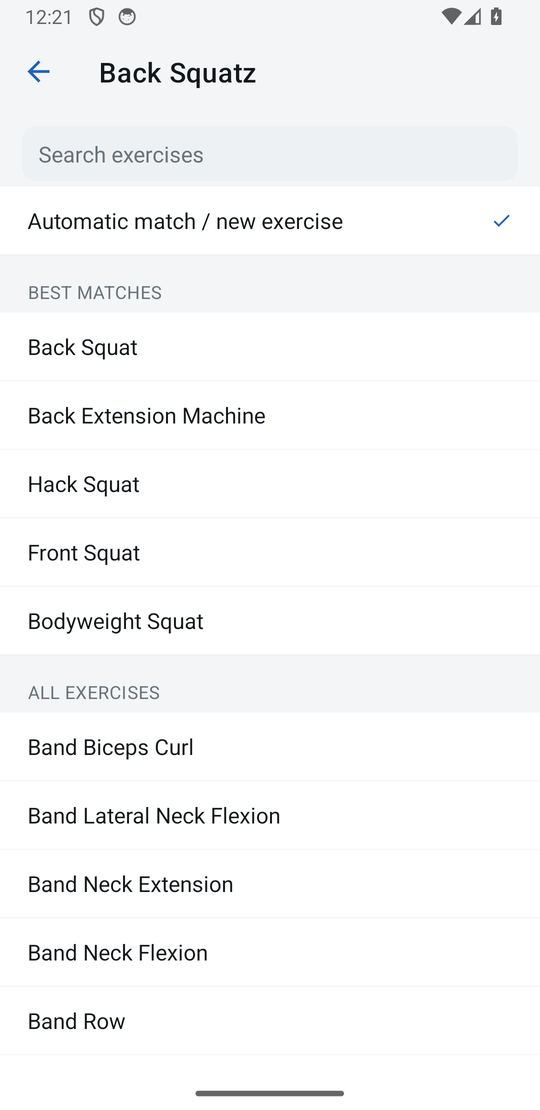 12:21
Back Squatz
Search exercises
Automatic match / new exercise
BEST MATCHES
Back Squat
Back Extension Machine
Hack Squat
Front Squat
Bodyweight Squat
ALL EXERCISES
Band Biceps Curl
Band Lateral Neck Flexion
Band Neck Extension
Band Neck Flexion
Band Row